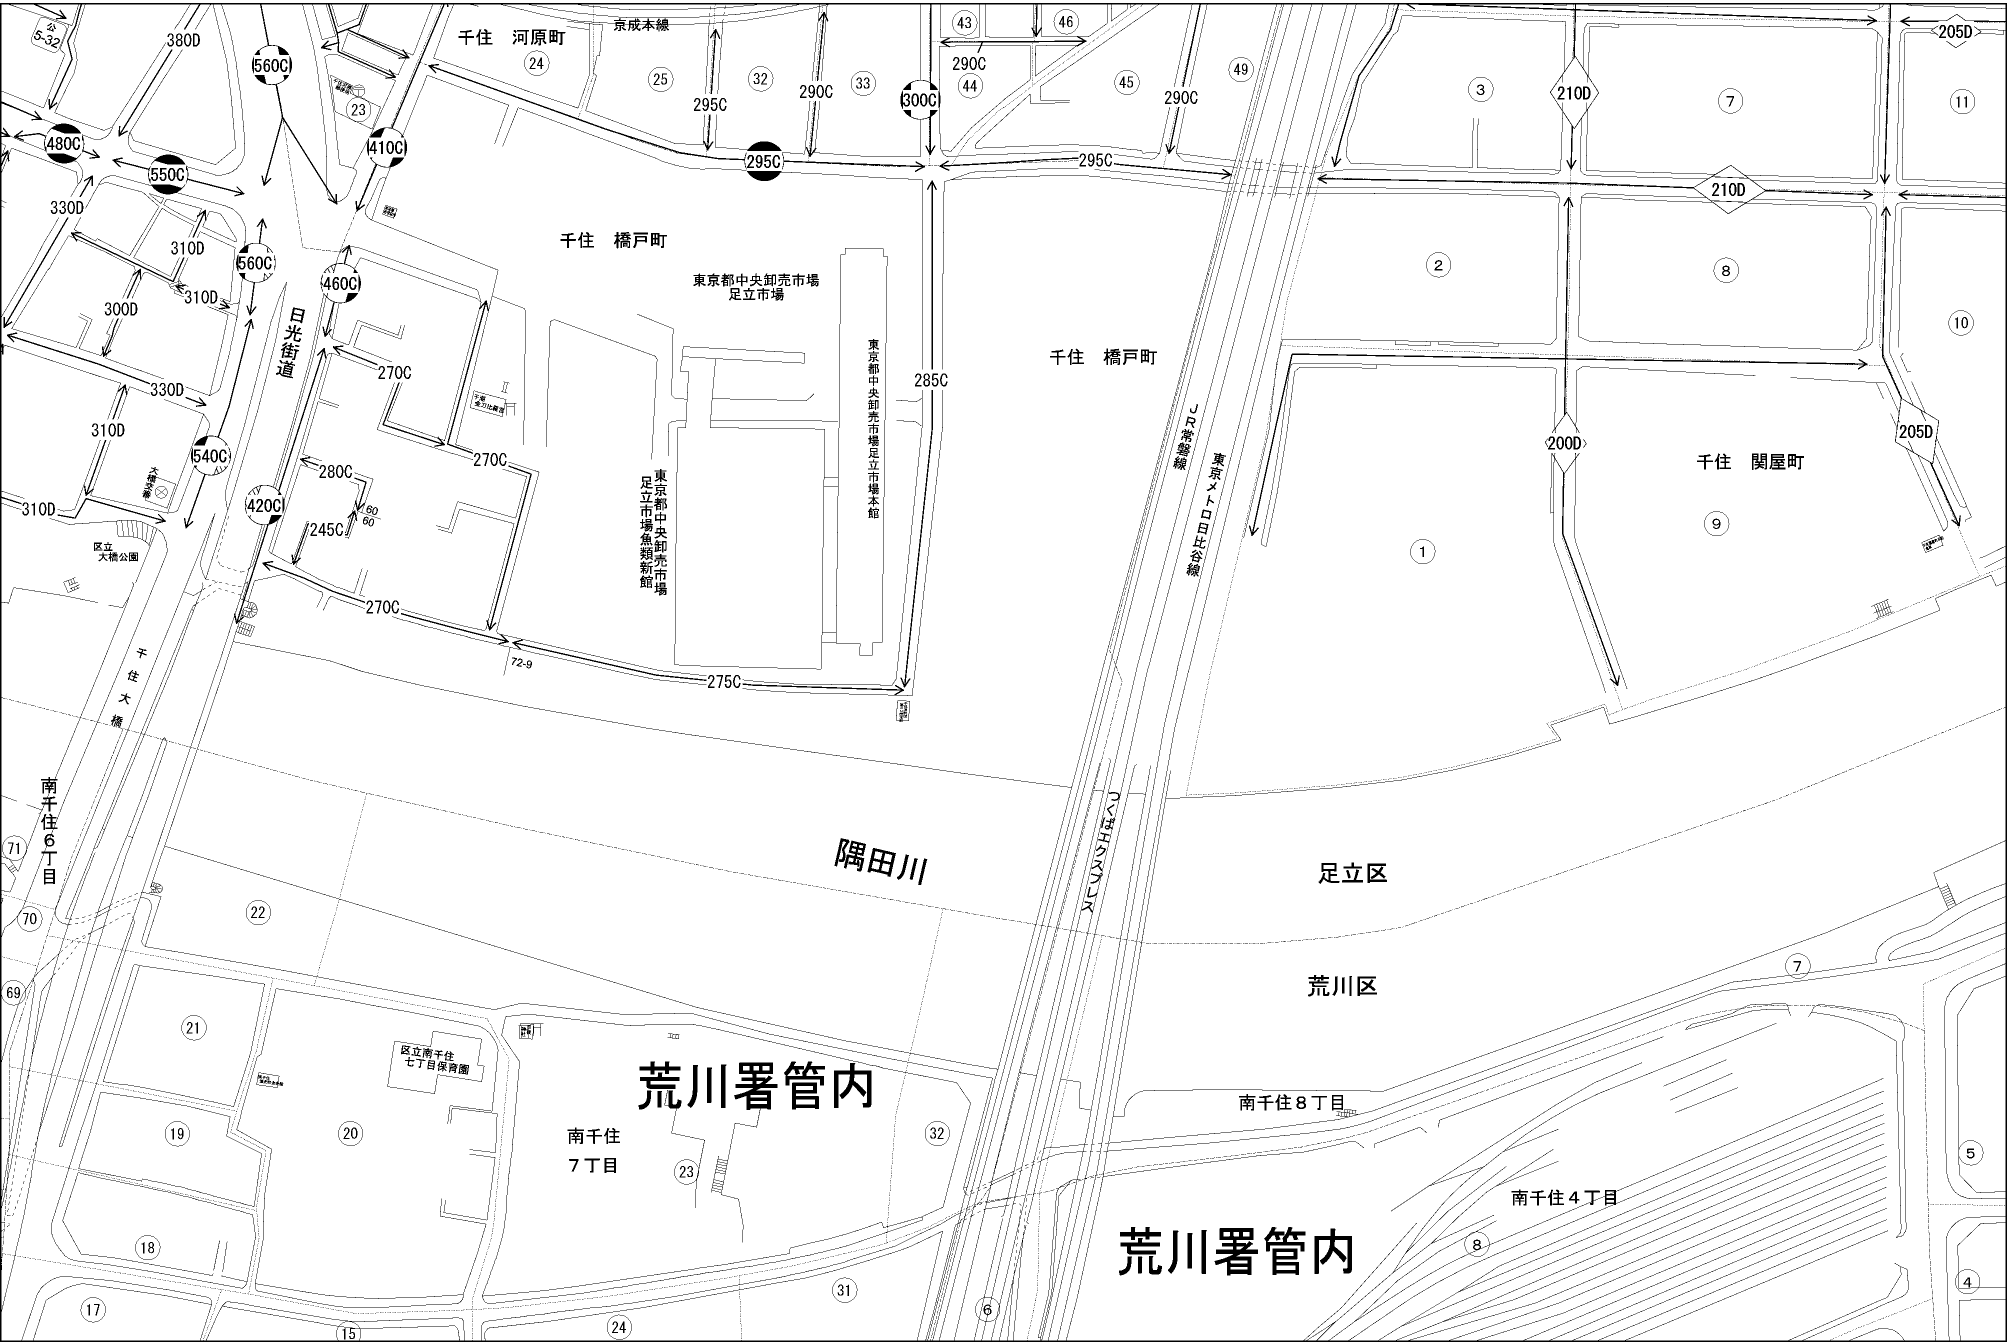 公
5-32
380D
560C
千住 河原町
24
京成本線
25
32
33
43
46
290C
44
45
49
3
7
11
205D
210D
23
295C
290C
300C
290C
480C
550C
410C
295C
295C
210D
330D
310D
560C
310D
300D
460C
千住 橋戸町
東京都中央卸売市場
足立市場
2
8
10
日光街道
330D
270C
千住 橋戸町
285C
東京都中央卸売市場足立市場本館
310D
540C
大橋交番
310D
420C
280C
270C
60
60
245C
東京都中央卸売市場
足立市場魚類新館
JR常磐線
東京メトロ日比谷線
200D
205D
千住 関屋町
9
1
区立
大橋公園
270C
72-9
275C
千住大橋
南千住6丁目
71
70
69
22
隅田川
つくばエクスプレス
足立区
荒川区
7
21
区立南千住
七丁目保育園
19
20
荒川署管内
南千住
7丁目
23
32
南千住8丁目
南千住4丁目
5
18
荒川署管内
8
4
17
15
24
31
6